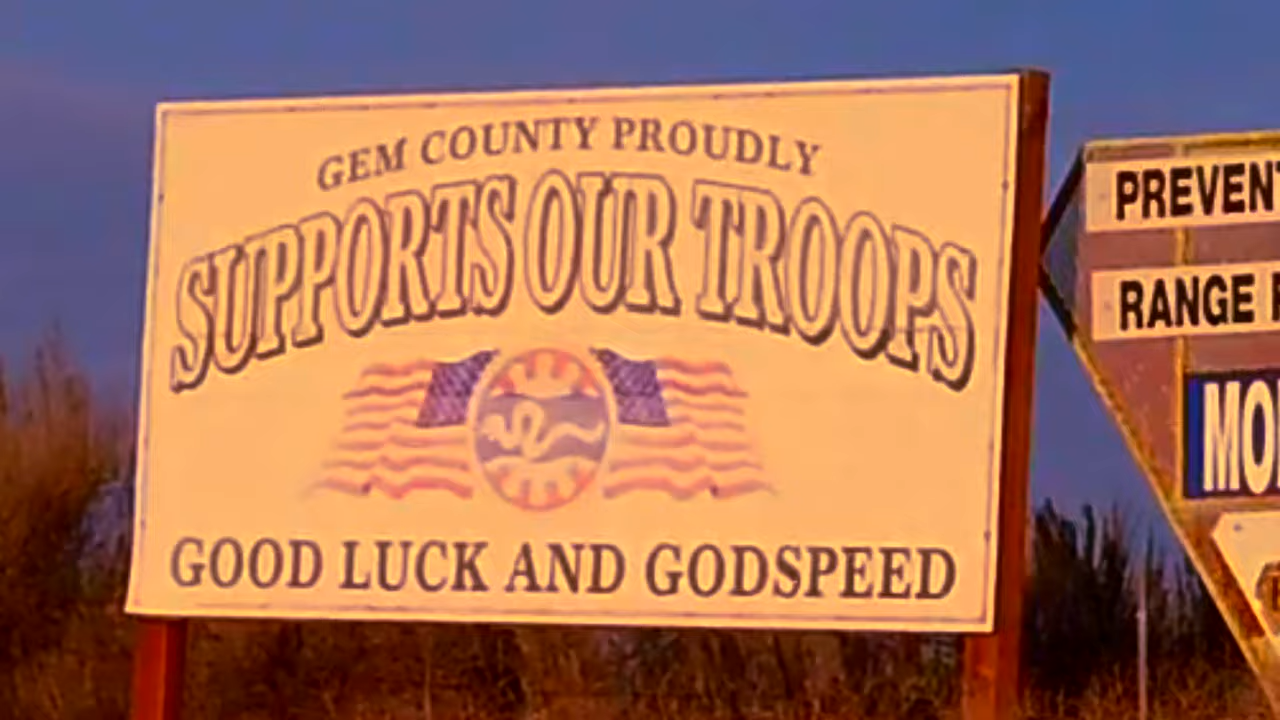 GEM COUNTY PROUDLY
SUPPORTS OUR TROOPS
GOOD LUCK AND GODSPEED
PREVENT
RANGE